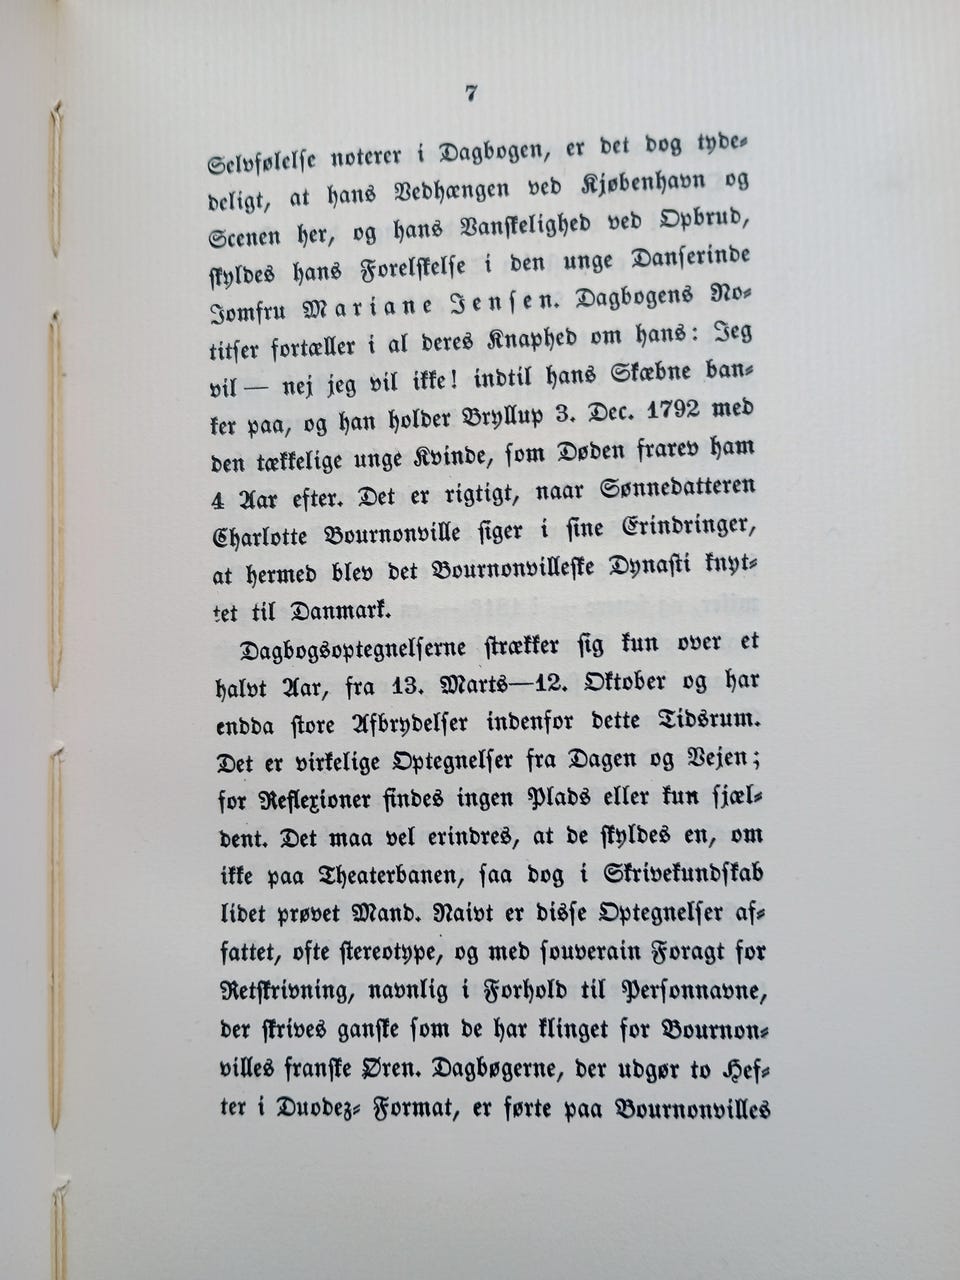 7
Selvfølelse noterer i Dagbogen, er det dog tyde-
deligt, at hans Vedhængen ved Kjøbenhavn og
Scenen her, og hans Vanskelighed ved Opbrud,
skyldes hans Forelskelse i den unge Danserinde
Jomfru Mariane Jensen. Dagbogens No-
titser fortæller i al deres Knaphed om hans: Jeg
vil — nej jeg vil ikke! indtil hans Skæbne ban-
ker paa, og han holder Bryllup 3. Dec. 1792 med
den tækkelige unge Kvinde, som Døden frarev ham
4 Aar efter. Det er rigtigt, naar Sønnedatteren
Charlotte Bournonville siger i sine Erindringer,
at hermed blev det Bournonvilleske Dynasti knyt-
tet til Danmark.
Dagbogsoptegnelserne strækker sig kun over et
halvt Aar, fra 13. Marts—12. Oktober og har
endda store Afbrydelser indenfor dette Tidsrum.
Det er virkelige Optegnelser fra Dagen og Vejen;
for Reflexioner findes ingen Plads eller kun sjæl-
dent. Det maa vel erindres, at de skyldes en, om
ikke paa Theaterbanen, saa dog i Skrivekundskab
lidet prøvet Mand. Naivt er disse Optegnelser af-
fattet, ofte stereotype, og med souverain Foragt for
Retskrivning, navnlig i Forhold til Personnavne,
der skrives ganske som de har klinget for Bournon-
villes franske Øren. Dagbøgerne, der udgør to Hef-
ter i Duodez- Format, er førte paa Bournonvilles